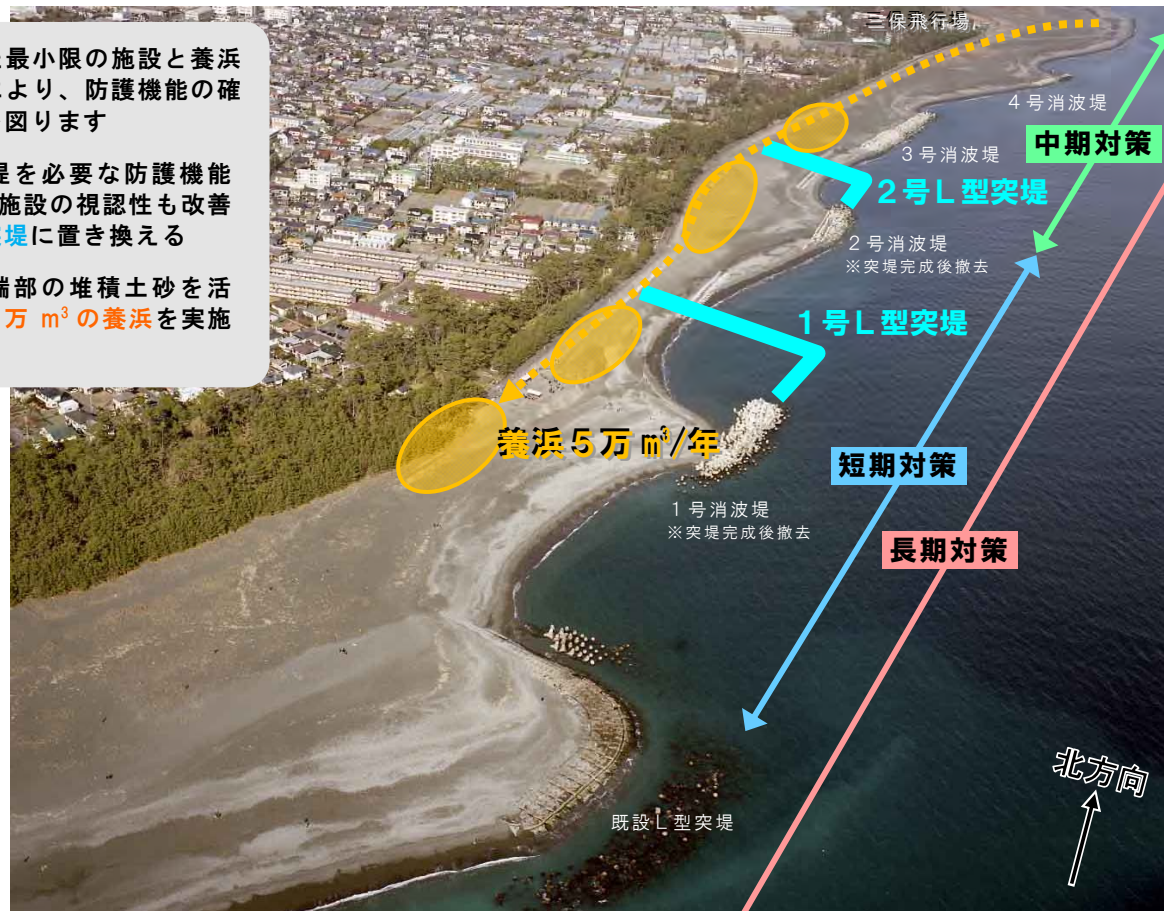 最小限の施設と養浜
より、防護機能の確
図ります
是を必要な防護機能
施設の視認性も改善
堤に置き換える
端部の堆積土砂を活
万 m³ の養浜を実施
三保飛行場
4号消波堤
中期対策
3号消波堤
2号L型突堤
2号消波堤
※突堤完成後撤去
1号L型突堤
養浜5万 m³/年
短期対策
1号消波堤
※突堤完成後撤去
長期対策
北方向
既設L型突堤